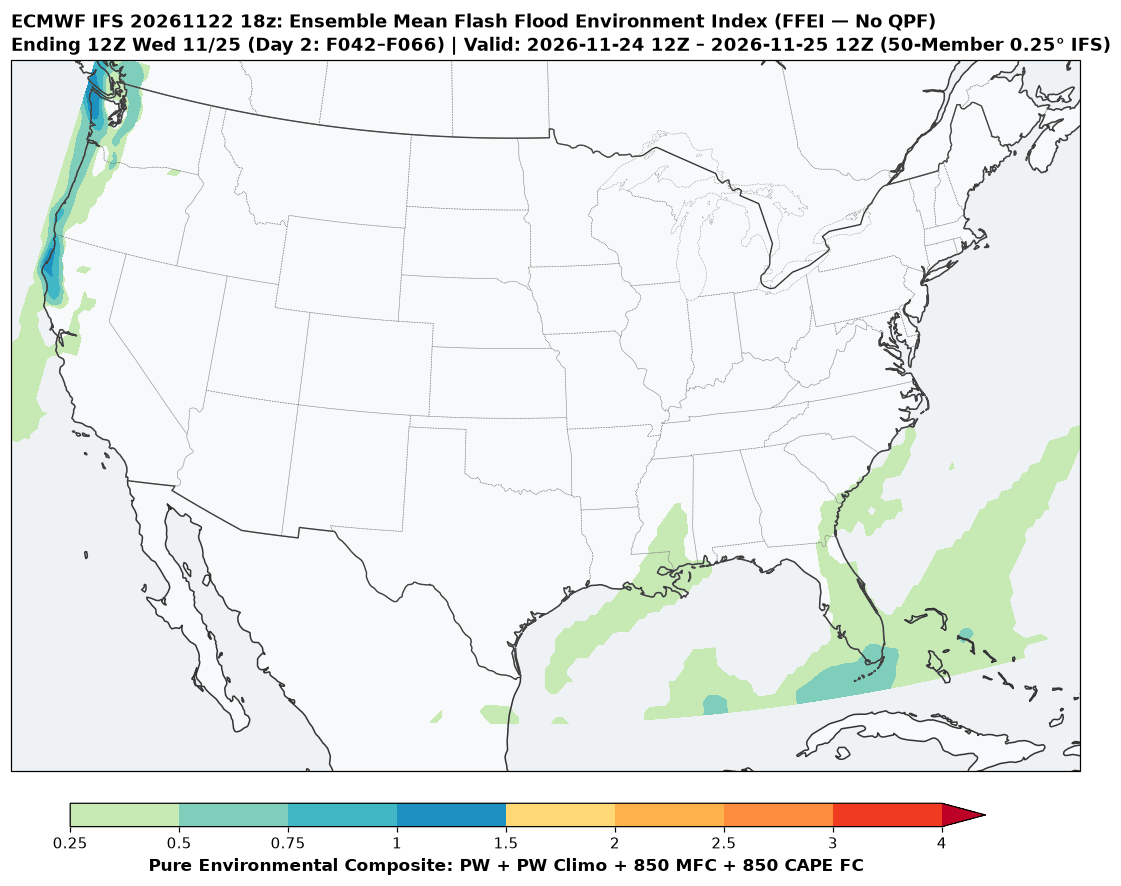 ECMWF IFS 20261122 18z: Ensemble Mean Flash Flood Environment Index (FFEI — No QPF)
Ending 12Z Wed 11/25 (Day 2: F042–F066) | Valid: 2026-11-24 12Z – 2026-11-25 12Z (50-Member 0.25° IFS)
0.25 0.5 0.75 1 1.5 2 2.5 3 4
Pure Environmental Composite: PW + PW Climo + 850 MFC + 850 CAPE FC